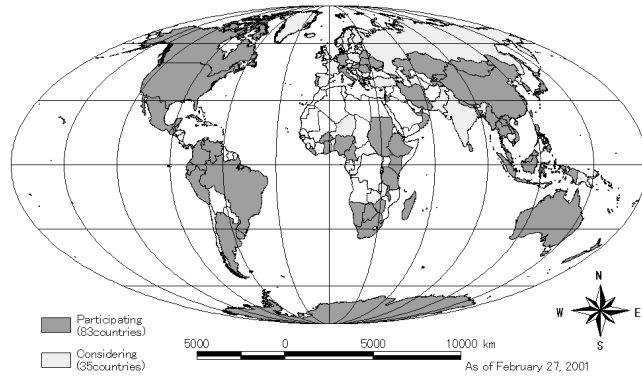 N
W E
S
Participating
(83countries)
Considering
(35countries)
5000 0 5000 10000 km
As of February 27, 2001